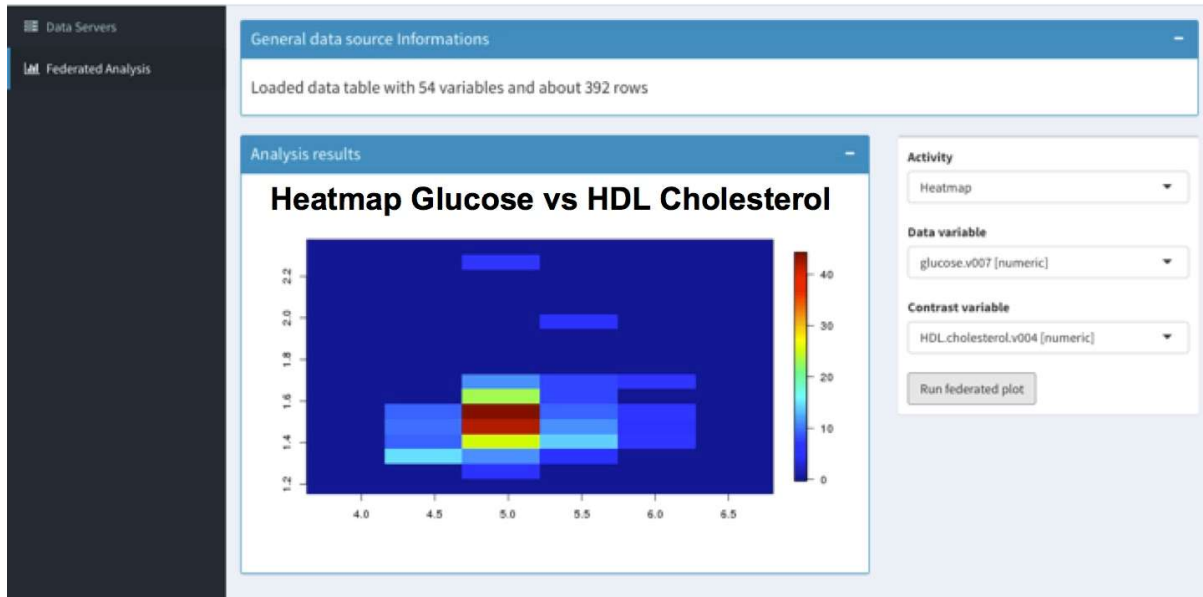 Data Servers
Federated Analysis
General data source Informations
Loaded data table with 54 variables and about 392 rows
Analysis results
Heatmap Glucose vs HDL Cholesterol
2.2
2.0
1.8
1.6
1.4
1.2
4.0 4.5 5.0 5.5 6.0 6.5
40
30
20
10
0
Activity
Heatmap
Data variable
glucose.v007 [numeric]
Contrast variable
HDL.cholesterol.v004 [numeric]
Run federated plot